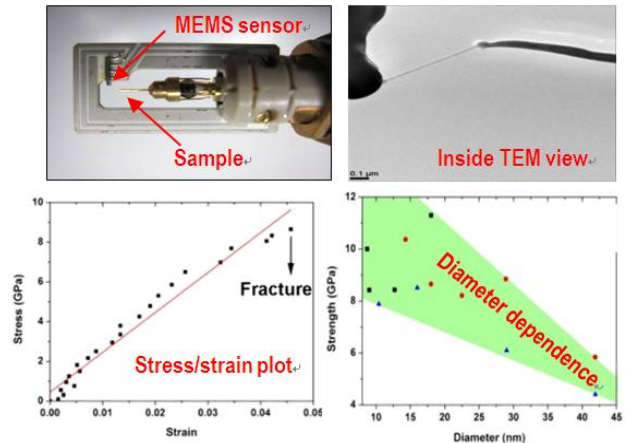 MEMS sensor
Sample
Inside TEM view
0.1 µm
Stress (GPa)
10
8
6
4
2
0
Fracture
Stress/strain plot
0.00
0.01
0.02
0.03
0.04
0.05
Strain
Strength (GPa)
12
10
8
6
4
Diameter dependence
10
15
20
25
30
35
40
45
Diameter (nm)